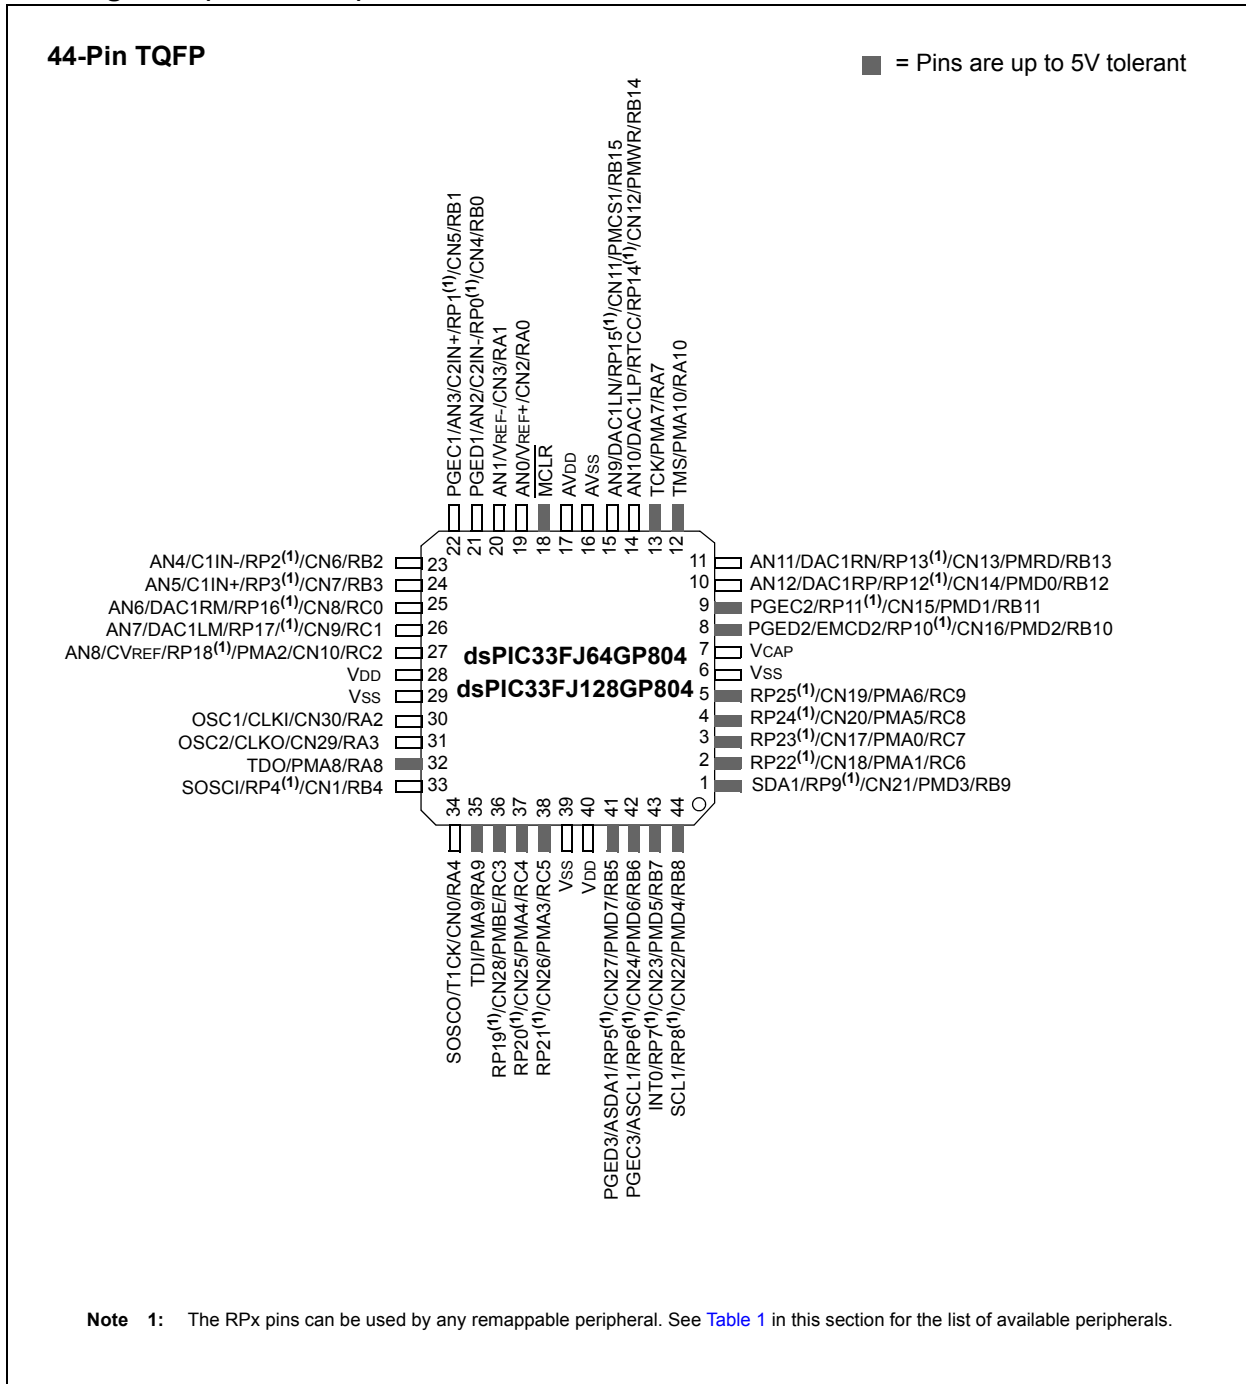 44-Pin TQFP
= Pins are up to 5V tolerant
PGEC1/AN3/C2IN+/RP1(1)/CN5/RB1
PGED1/AN2/C2IN-/RP0(1)/CN4/RB0
AN1/VREF-/CN3/RA1
AN0/VREF+/CN2/RA0
MCLR
AVDD
AVSS
AN9/DAC1LN/RP15(1)/CN11/PMCS1/RB15
AN10/DAC1LP/RTCC/RP14(1)/CN12/PMWR/RB14
TCK/PMA7/RA7
TMS/PMA10/RA10
22 21 20 19 18 17 16 15 14 13 12
AN4/C1IN-/RP2(1)/CN6/RB2 23
AN5/C1IN+/RP3(1)/CN7/RB3 24
AN6/DAC1RM/RP16(1)/CN8/RC0 25
AN7/DAC1LM/RP17/(1)/CN9/RC1 26
AN8/CVREF/RP18(1)/PMA2/CN10/RC2 27
VDD 28
VSS 29
OSC1/CLKI/CN30/RA2 30
OSC2/CLKO/CN29/RA3 31
TDO/PMA8/RA8 32
SOSCI/RP4(1)/CN1/RB4 33
dsPIC33FJ64GP804
dsPIC33FJ128GP804
11 AN11/DAC1RN/RP13(1)/CN13/PMRD/RB13
10 AN12/DAC1RP/RP12(1)/CN14/PMD0/RB12
9 PGEC2/RP11(1)/CN15/PMD1/RB11
8 PGED2/EMCD2/RP10(1)/CN16/PMD2/RB10
7 VCAP
6 VSS
5 RP25(1)/CN19/PMA6/RC9
4 RP24(1)/CN20/PMA5/RC8
3 RP23(1)/CN17/PMA0/RC7
2 RP22(1)/CN18/PMA1/RC6
1 SDA1/RP9(1)/CN21/PMD3/RB9
34 35 36 37 38 39 40 41 42 43 44
SOSCO/T1CK/CN0/RA4
TDI/PMA9/RA9
RP19(1)/CN28/PMBE/RC3
RP20(1)/CN25/PMA4/RC4
RP21(1)/CN26/PMA3/RC5
VSS
VDD
PGED3/ASDA1/RP5(1)/CN27/PMD7/RB5
PGEC3/ASCL1/RP6(1)/CN24/PMD6/RB6
INT0/RP7(1)/CN23/PMD5/RB7
SCL1/RP8(1)/CN22/PMD4/RB8
Note 1: The RPx pins can be used by any remappable peripheral. See Table 1 in this section for the list of available peripherals.